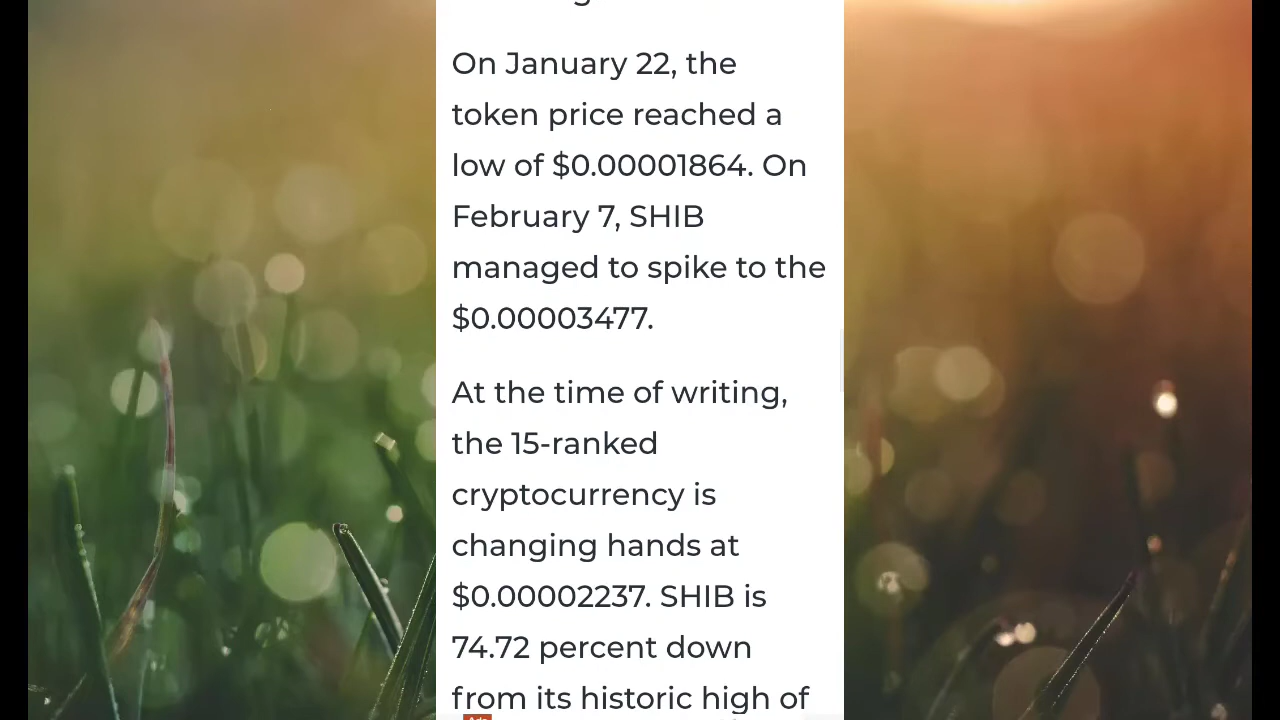 On January 22, the
token price reached a
low of $0.00001864. On
February 7, SHIB
managed to spike to the
$0.00003477.
At the time of writing,
the 15-ranked
cryptocurrency is
changing hands at
$0.00002237. SHIB is
74.72 percent down
from its historic high of